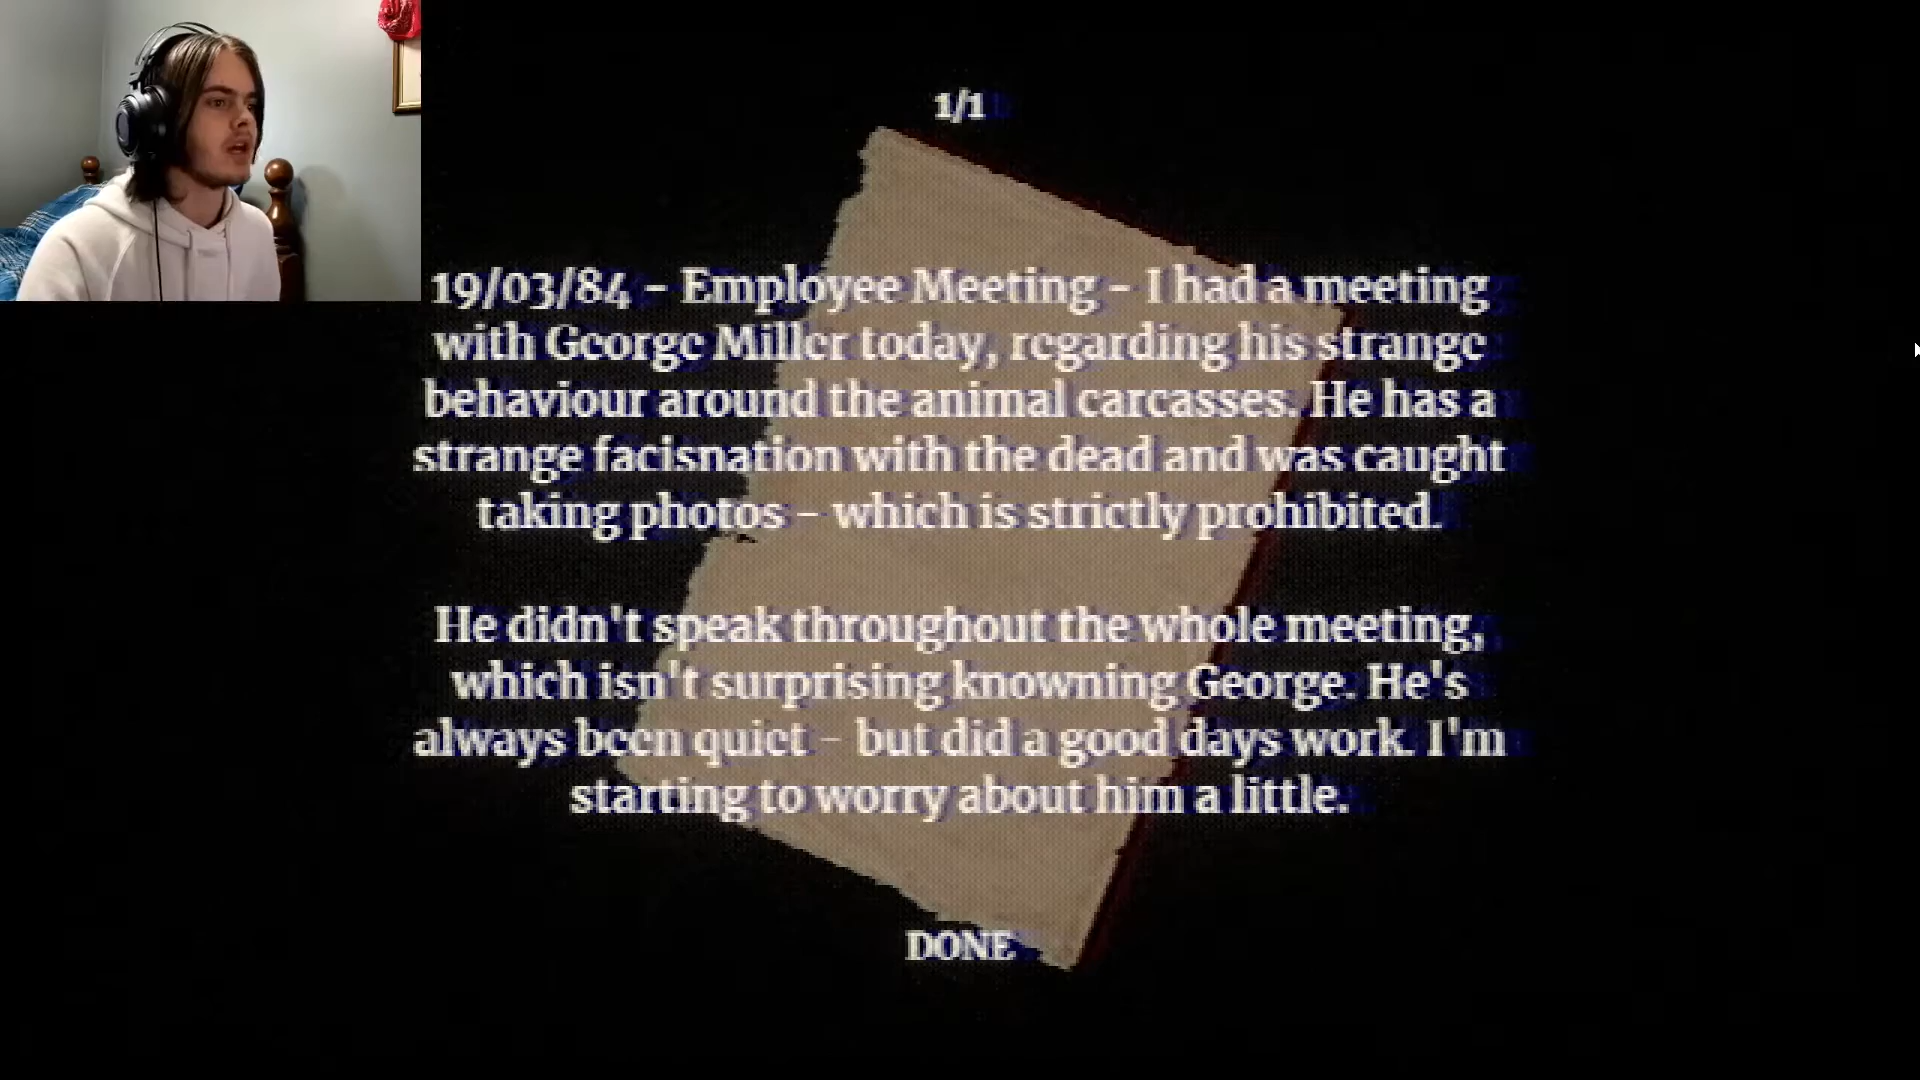 1/1
19/03/84 - Employee Meeting - I had a meeting
with George Miller today, regarding his strange
behaviour around the animal carcasses. He has a
strange facisnation with the dead and was caught
taking photos - which is strictly prohibited.
He didn't speak throughout the whole meeting,
which isn't surprising knowning George. He's
always been quiet - but did a good days work. I'm
starting to worry about him a little.
DONE